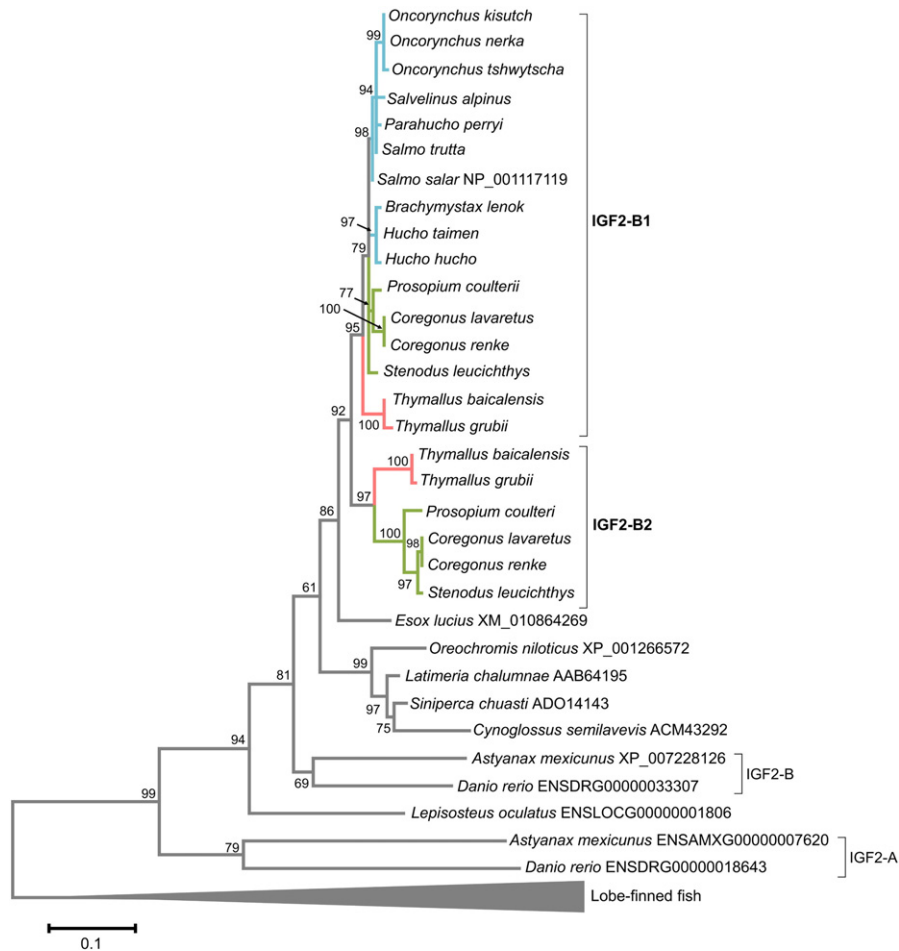 Oncorynchus kisutch
99
Oncorynchus nerka
Oncorynchus tshwytscha
94
Salvelinus alpinus
Parahucho perryi
98
Salmo trutta
Salmo salar NP_001117119
Brachymystax lenok
97
IGF2-B1
Hucho taimen
79
Hucho hucho
77
Prosopium coulterii
100
Coregonus lavaretus
95
Coregonus renke
Stenodus leucichthys
Thymallus baicalensis
92
100
Thymallus grubii
Thymallus baicalensis
100
Thymallus grubii
97
Prosopium coulteri
86
100
IGF2-B2
98
Coregonus lavaretus
Coregonus renke
97
61
Stenodus leucichthys
Esox lucius XM_010864269
Oreochromis niloticus XP_001266572
99
81
Latimeria chalumnae AAB64195
97
Siniperca chuasti ADO14143
75
Cynoglossus semilavevis ACM43292
94
Astyanax mexicunus XP_007228126
IGF2-B
69
Danio rerio ENSDRG00000033307
99
Lepisosteus oculatus ENSLOCG00000001806
Astyanax mexicunus ENSAMXG00000007620
79
IGF2-A
Danio rerio ENSDRG00000018643
Lobe-finned fish
0.1